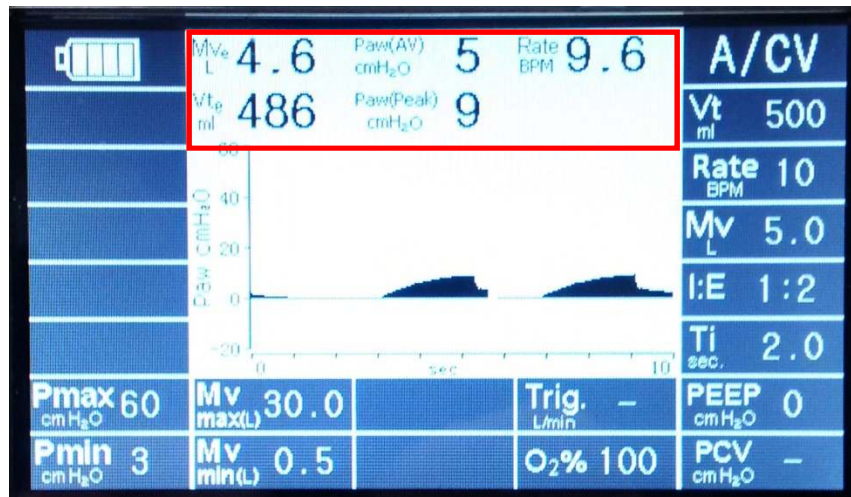 MVe L 4.6 Paw(AV) cmH₂O 5 Rate BPM 9.6 A/CV
Vte ml 486 Paw(Peak) cmH₂O 9 Vt ml 500
Rate BPM 10
Mv L 5.0
I:E 1:2
Ti sec. 2.0
Paw cmH₂O
60
40
20
0
-20
0 sec 10
Pmax cmH₂O 60 Mv max(L) 30.0 Trig. L/min – PEEP cmH₂O 0
Pmin cmH₂O 3 Mv min(L) 0.5 O₂% 100 PCV cmH₂O –